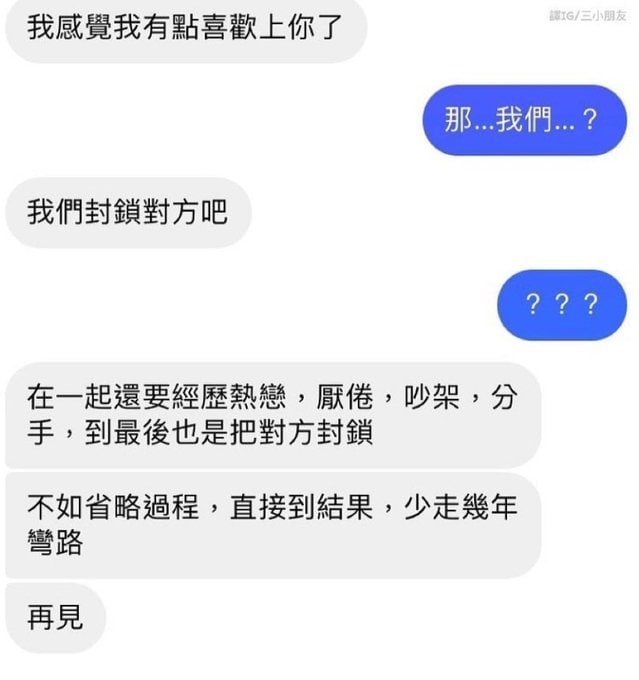 譯IG/三小朋友
我感覺我有點喜歡上你了
那...我們...？
我們封鎖對方吧
？？？
在一起還要經歷熱戀，厭倦，吵架，分
手，到最後也是把對方封鎖
不如省略過程，直接到結果，少走幾年
彎路
再見